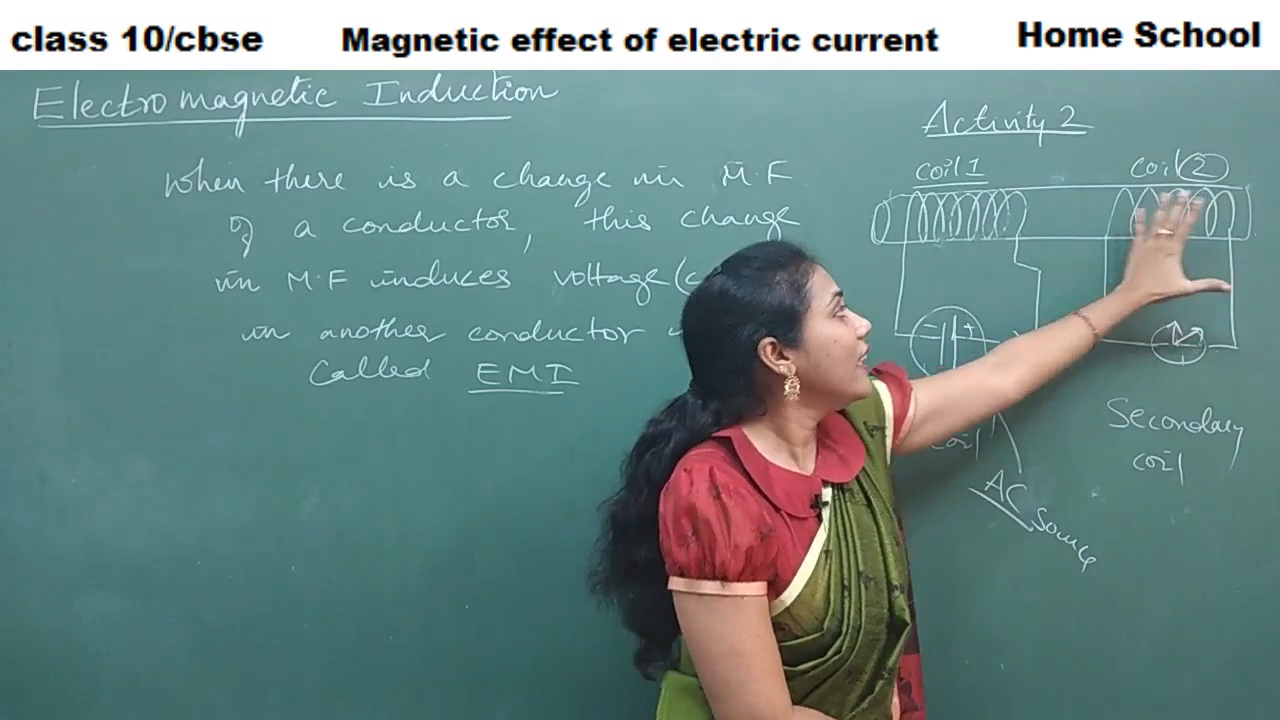 class 10/cbse
Magnetic effect of electric current
Home School
Electromagnetic Induction
When there is a change in M.F
of a conductor, this change
in M.F induces voltage (c
in another conductor
called EMI
Activity 2
coil 1
coil 2
- +
coil
AC source
Secondary
coil